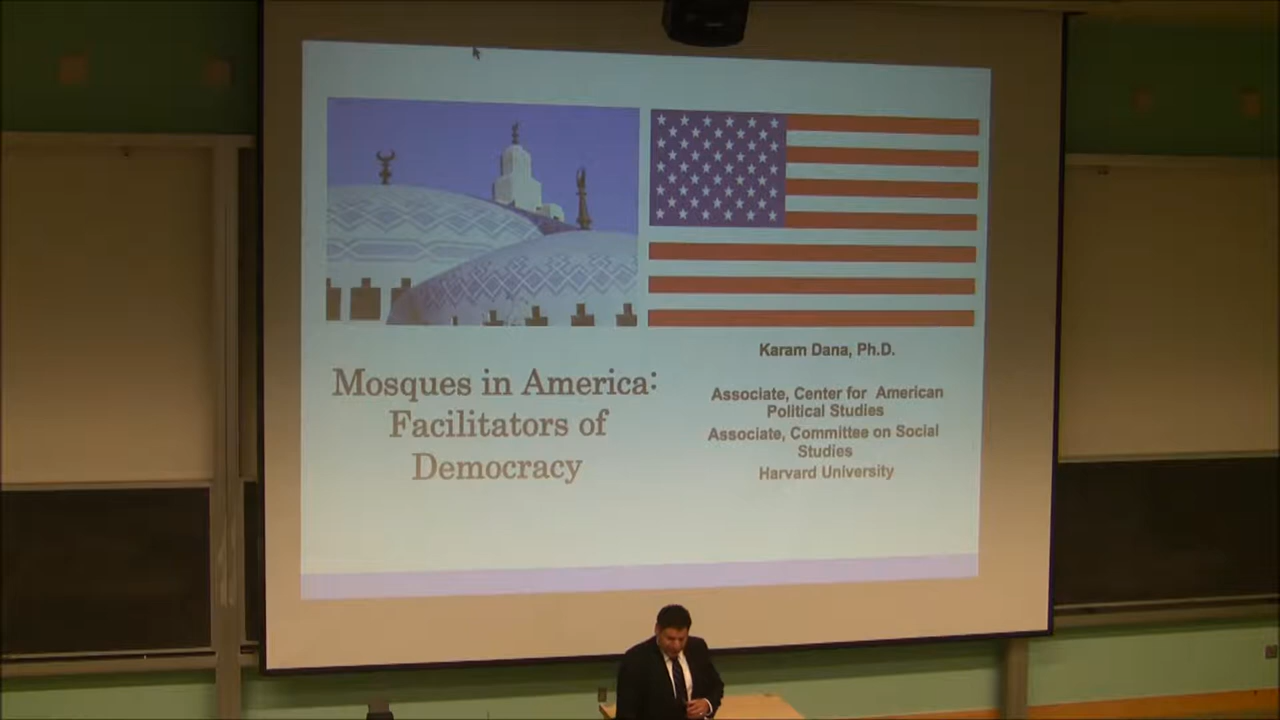 Mosques in America:
Facilitators of
Democracy
Karam Dana, Ph.D.
Associate, Center for American
Political Studies
Associate, Committee on Social
Studies
Harvard University